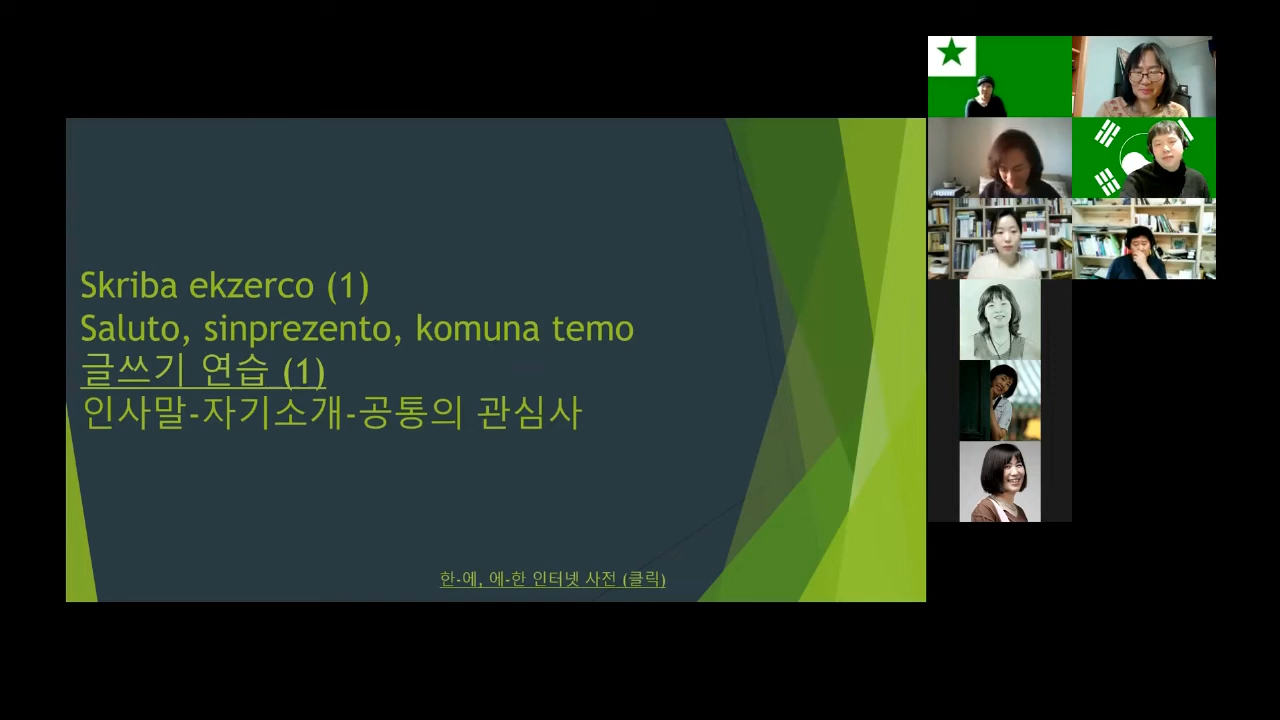 Skriba ekzerco (1)
Saluto, sinprezento, komuna temo
글쓰기 연습 (1)
인사말-자기소개-공통의 관심사
한-에, 에-한 인터넷 사전 (클릭)